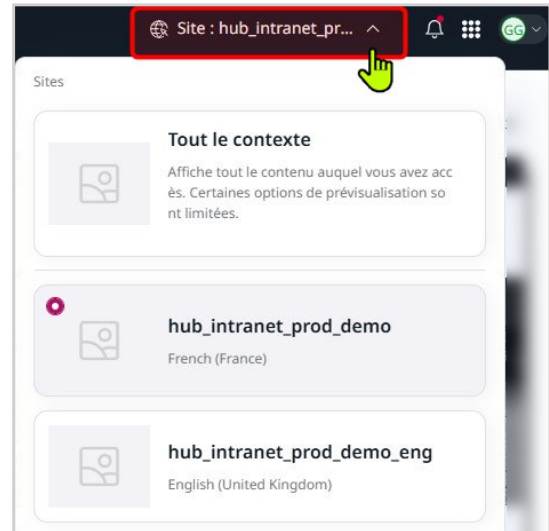 Site : hub_intranet_pr...
GG
Sites
Tout le contexte
Affiche tout le contenu auquel vous avez acc
ès. Certaines options de prévisualisation so
nt limitées.
hub_intranet_prod_demo
French (France)
hub_intranet_prod_demo_eng
English (United Kingdom)